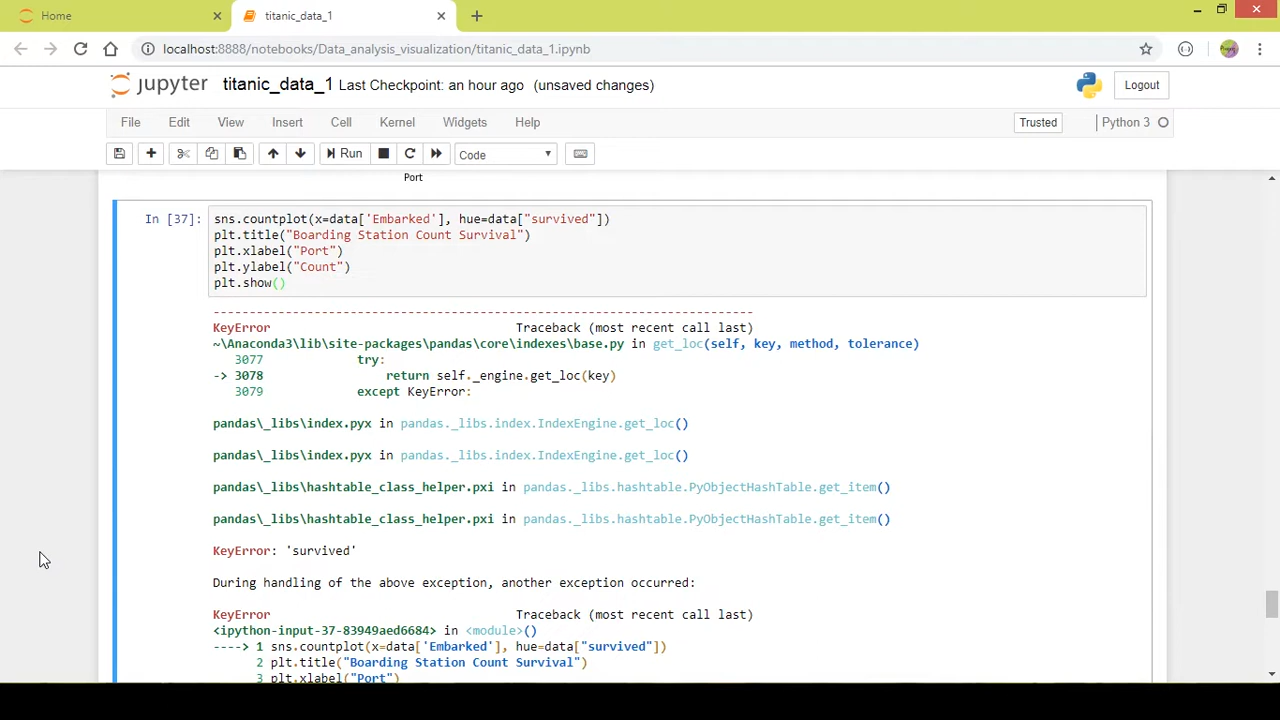 Home
titanic_data_1
localhost:8888/notebooks/Data_analysis_visualization/titanic_data_1.ipynb
jupyter titanic_data_1 Last Checkpoint: an hour ago (unsaved changes)
Logout
File Edit View Insert Cell Kernel Widgets Help
Trusted
Python 3
Run
Code
Port
In [37]: sns.countplot(x=data['Embarked'], hue=data["survived"])
plt.title("Boarding Station Count Survival")
plt.xlabel("Port")
plt.ylabel("Count")
plt.show()
---------------------------------------------------------------------------
KeyError Traceback (most recent call last)
~\Anaconda3\lib\site-packages\pandas\core\indexes\base.py in get_loc(self, key, method, tolerance)
3077 try:
-> 3078 return self._engine.get_loc(key)
3079 except KeyError:
pandas\_libs\index.pyx in pandas._libs.index.IndexEngine.get_loc()
pandas\_libs\index.pyx in pandas._libs.index.IndexEngine.get_loc()
pandas\_libs\hashtable_class_helper.pxi in pandas._libs.hashtable.PyObjectHashTable.get_item()
pandas\_libs\hashtable_class_helper.pxi in pandas._libs.hashtable.PyObjectHashTable.get_item()
KeyError: 'survived'
During handling of the above exception, another exception occurred:
KeyError Traceback (most recent call last)
<ipython-input-37-83949aed6684> in <module>()
----> 1 sns.countplot(x=data['Embarked'], hue=data["survived"])
2 plt.title("Boarding Station Count Survival")
3 plt.xlabel("Port")